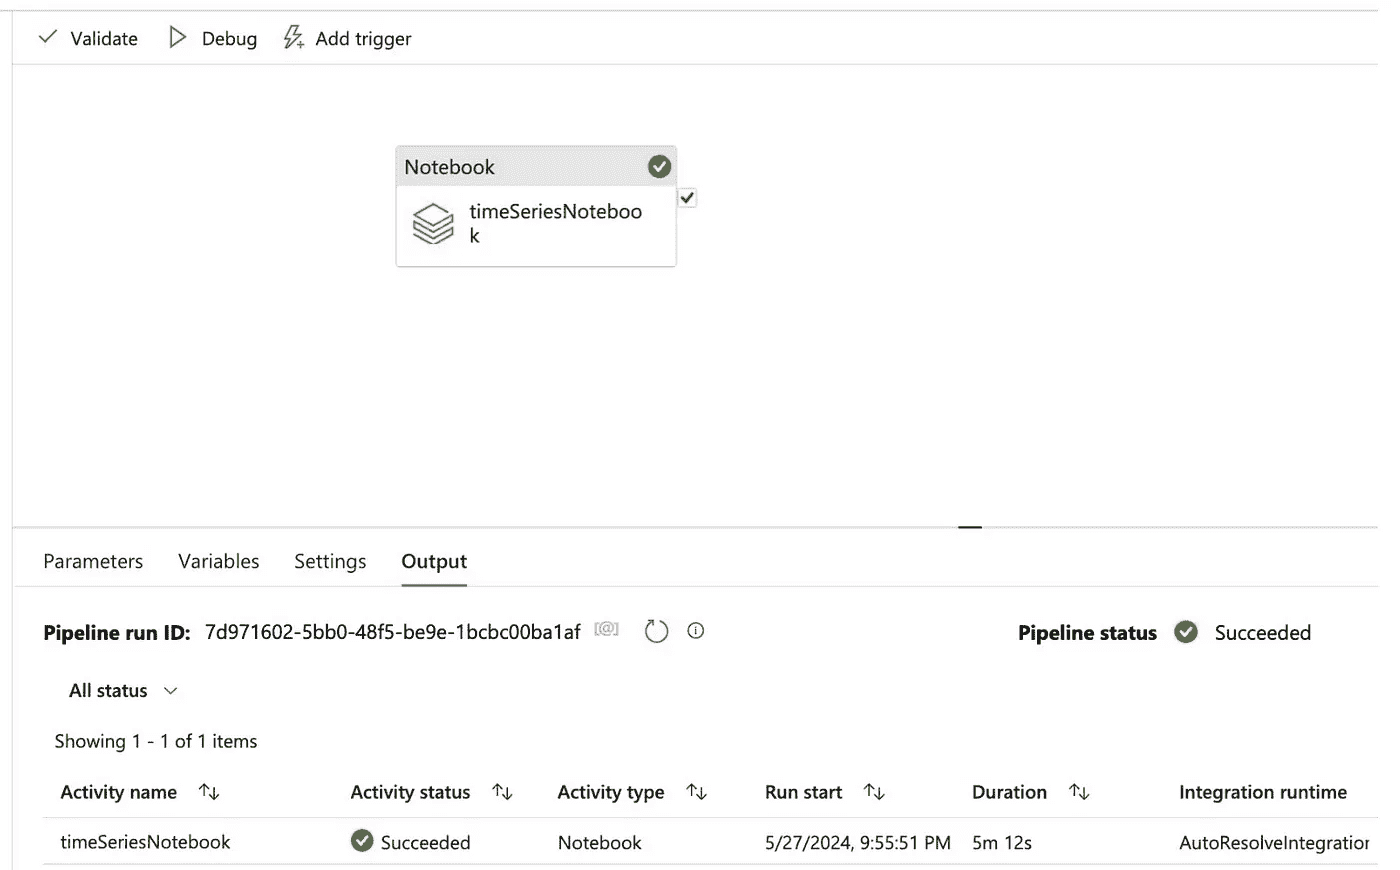 Validate Debug Add trigger
Notebook
timeSeriesNoteboo
k
Parameters Variables Settings Output
Pipeline run ID: 7d971602-5bb0-48f5-be9e-1bcbc00ba1af [@] Pipeline status Succeeded
All status
Showing 1 - 1 of 1 items
Activity name Activity status Activity type Run start Duration Integration runtime
timeSeriesNotebook Succeeded Notebook 5/27/2024, 9:55:51 PM 5m 12s AutoResolveIntegration